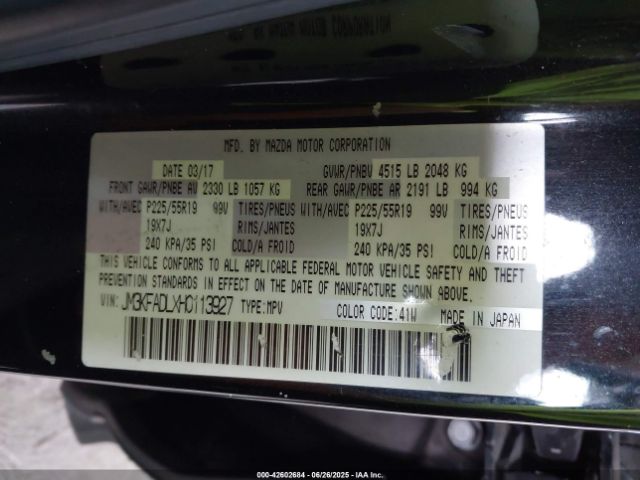 MFD. BY MAZDA MOTOR CORPORATION
DATE 03/17 GVWR/PNBV 4515 LB 2048 KG
FRONT GAWR/PNBE AV 2330 LB 1057 KG REAR GAWR/PNBE AR 2191 LB 994 KG
WITH/AVEC P225/55R19 99V TIRES/PNEUS WITH/AVEC P225/55R19 99V TIRES/PNEUS
19X7J RIMS/JANTES 19X7J RIMS/JANTES
240 KPA/35 PSI COLD/A FROID 240 KPA/35 PSI COLD/A FROID
THIS VEHICLE CONFORMS TO ALL APPLICABLE FEDERAL MOTOR VEHICLE SAFETY AND THEFT
PREVENTION STANDARDS IN EFFECT ON THE DATE OF MANUFACTURE SHOWN ABOVE.
VIN: JM3KFADLXH0113927 TYPE:MPV COLOR CODE:41W MADE IN JAPAN
000-42602684 - 06/26/2025 - IAA Inc.